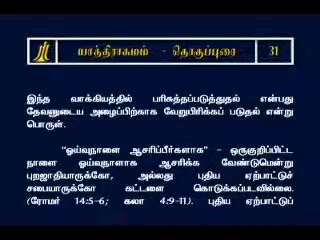 யாத்திராகமம் - தொகுப்புரை 31
இந்த வாக்கியத்தில் பரிசுத்தப்படுத்துதல் என்பது
தேவனுடைய அழைப்பிற்காக வேறுபிரிக்கப் படுதல் என்று
பொருள்.
"ஓய்வுநாளை ஆசரிப்பீர்களாக" - ஒருகுறிப்பிட்ட
நாளை ஓய்வுநாளாக ஆசரிக்க வேண்டுமென்று
புறஜாதியாருக்கோ, அல்லது புதிய ஏற்பாட்டுச்
சபையாருக்கோ கட்டளை கொடுக்கப்படவில்லை.
(ரோமர் 14:5-6; கலா 4:9-11). புதிய ஏற்பாட்டுப்